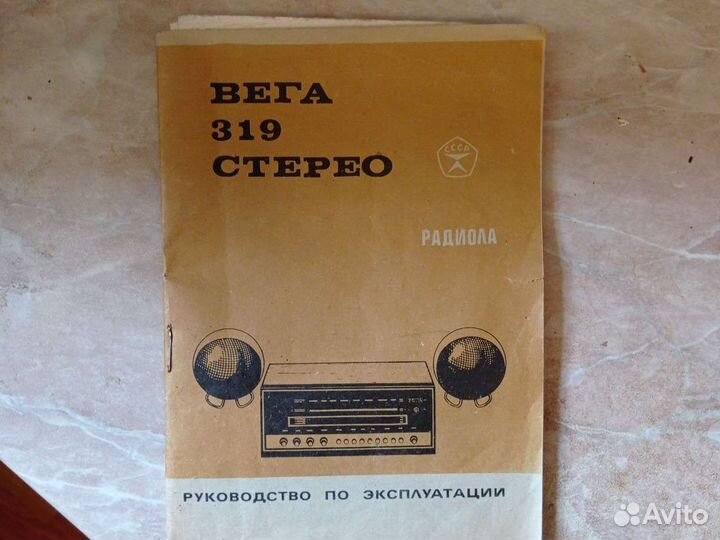 ВЕГА
319
СТЕРЕО
СССР
РАДИОЛА
РУКОВОДСТВО ПО ЭКСПЛУАТАЦИИ
Avito